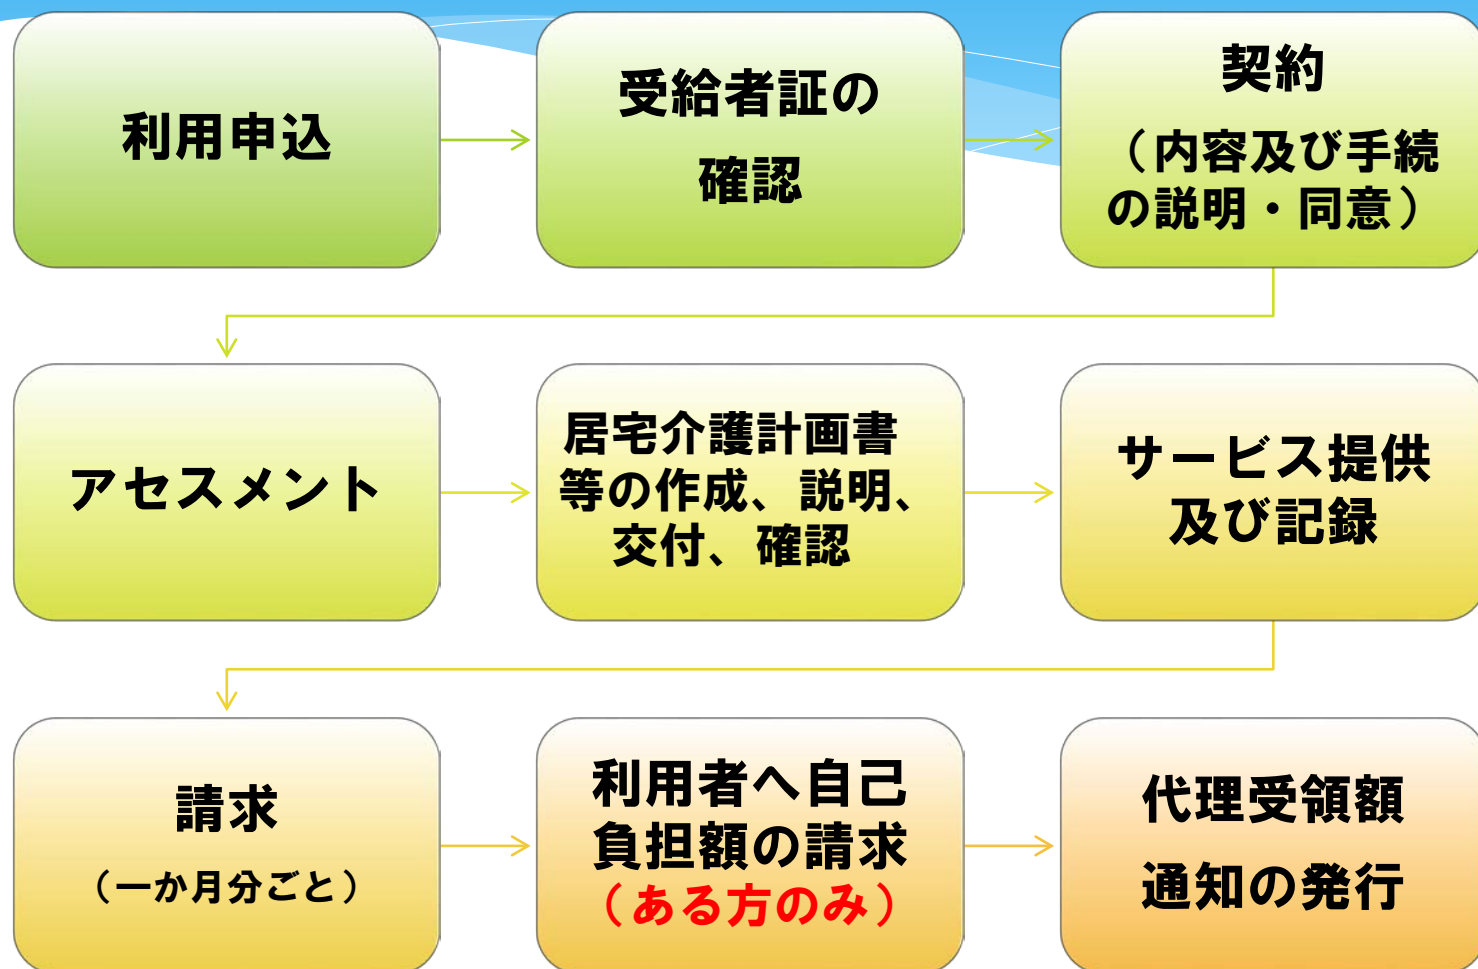 利用申込
受給者証の
確認
契約
（内容及び手続
の説明・同意）
アセスメント
居宅介護計画書
等の作成、説明、
交付、確認
サービス提供
及び記録
請求
（一か月分ごと）
利用者へ自己
負担額の請求
（ある方のみ）
代理受領額
通知の発行